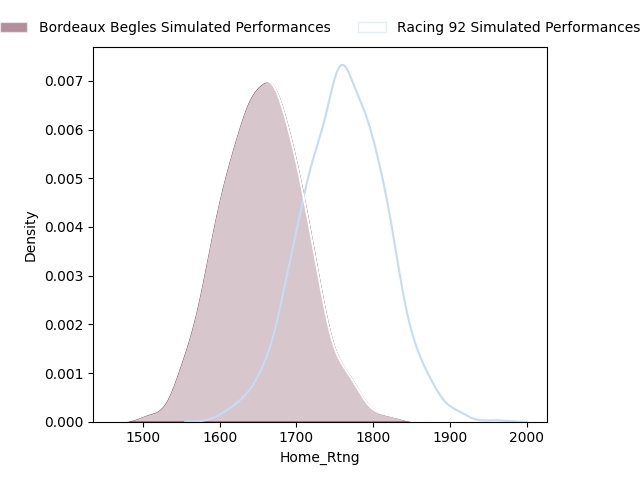 Bordeaux Begles Simulated Performances
Racing 92 Simulated Performances
0.007
0.006
0.005
0.004
0.003
0.002
0.001
0.000
Density
1500 1600 1700 1800 1900 2000
Home_Rtng